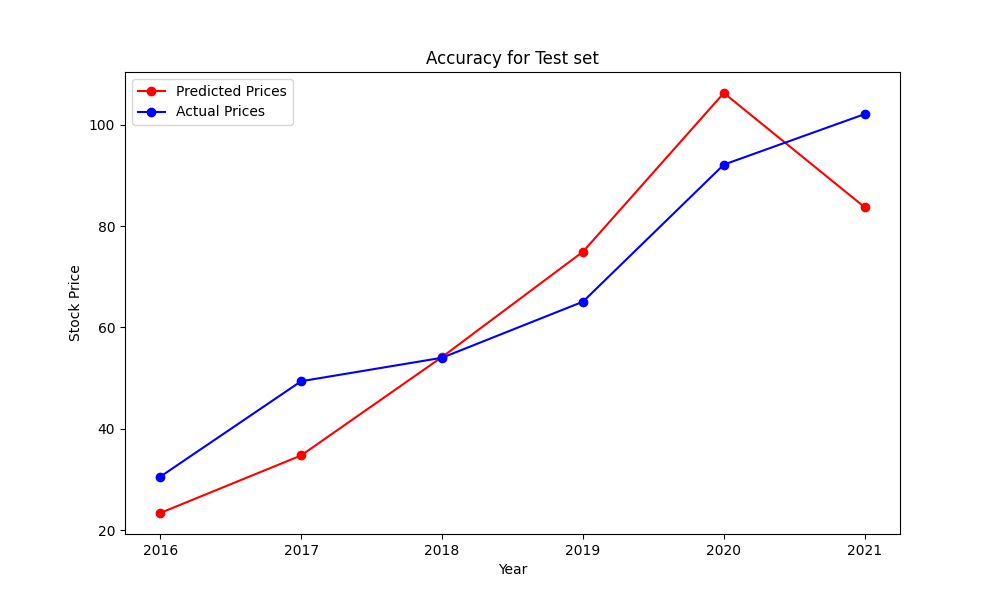 Accuracy for Test set
Predicted Prices
Actual Prices
Stock Price
100
80
60
40
20
2016 2017 2018 2019 2020 2021
Year